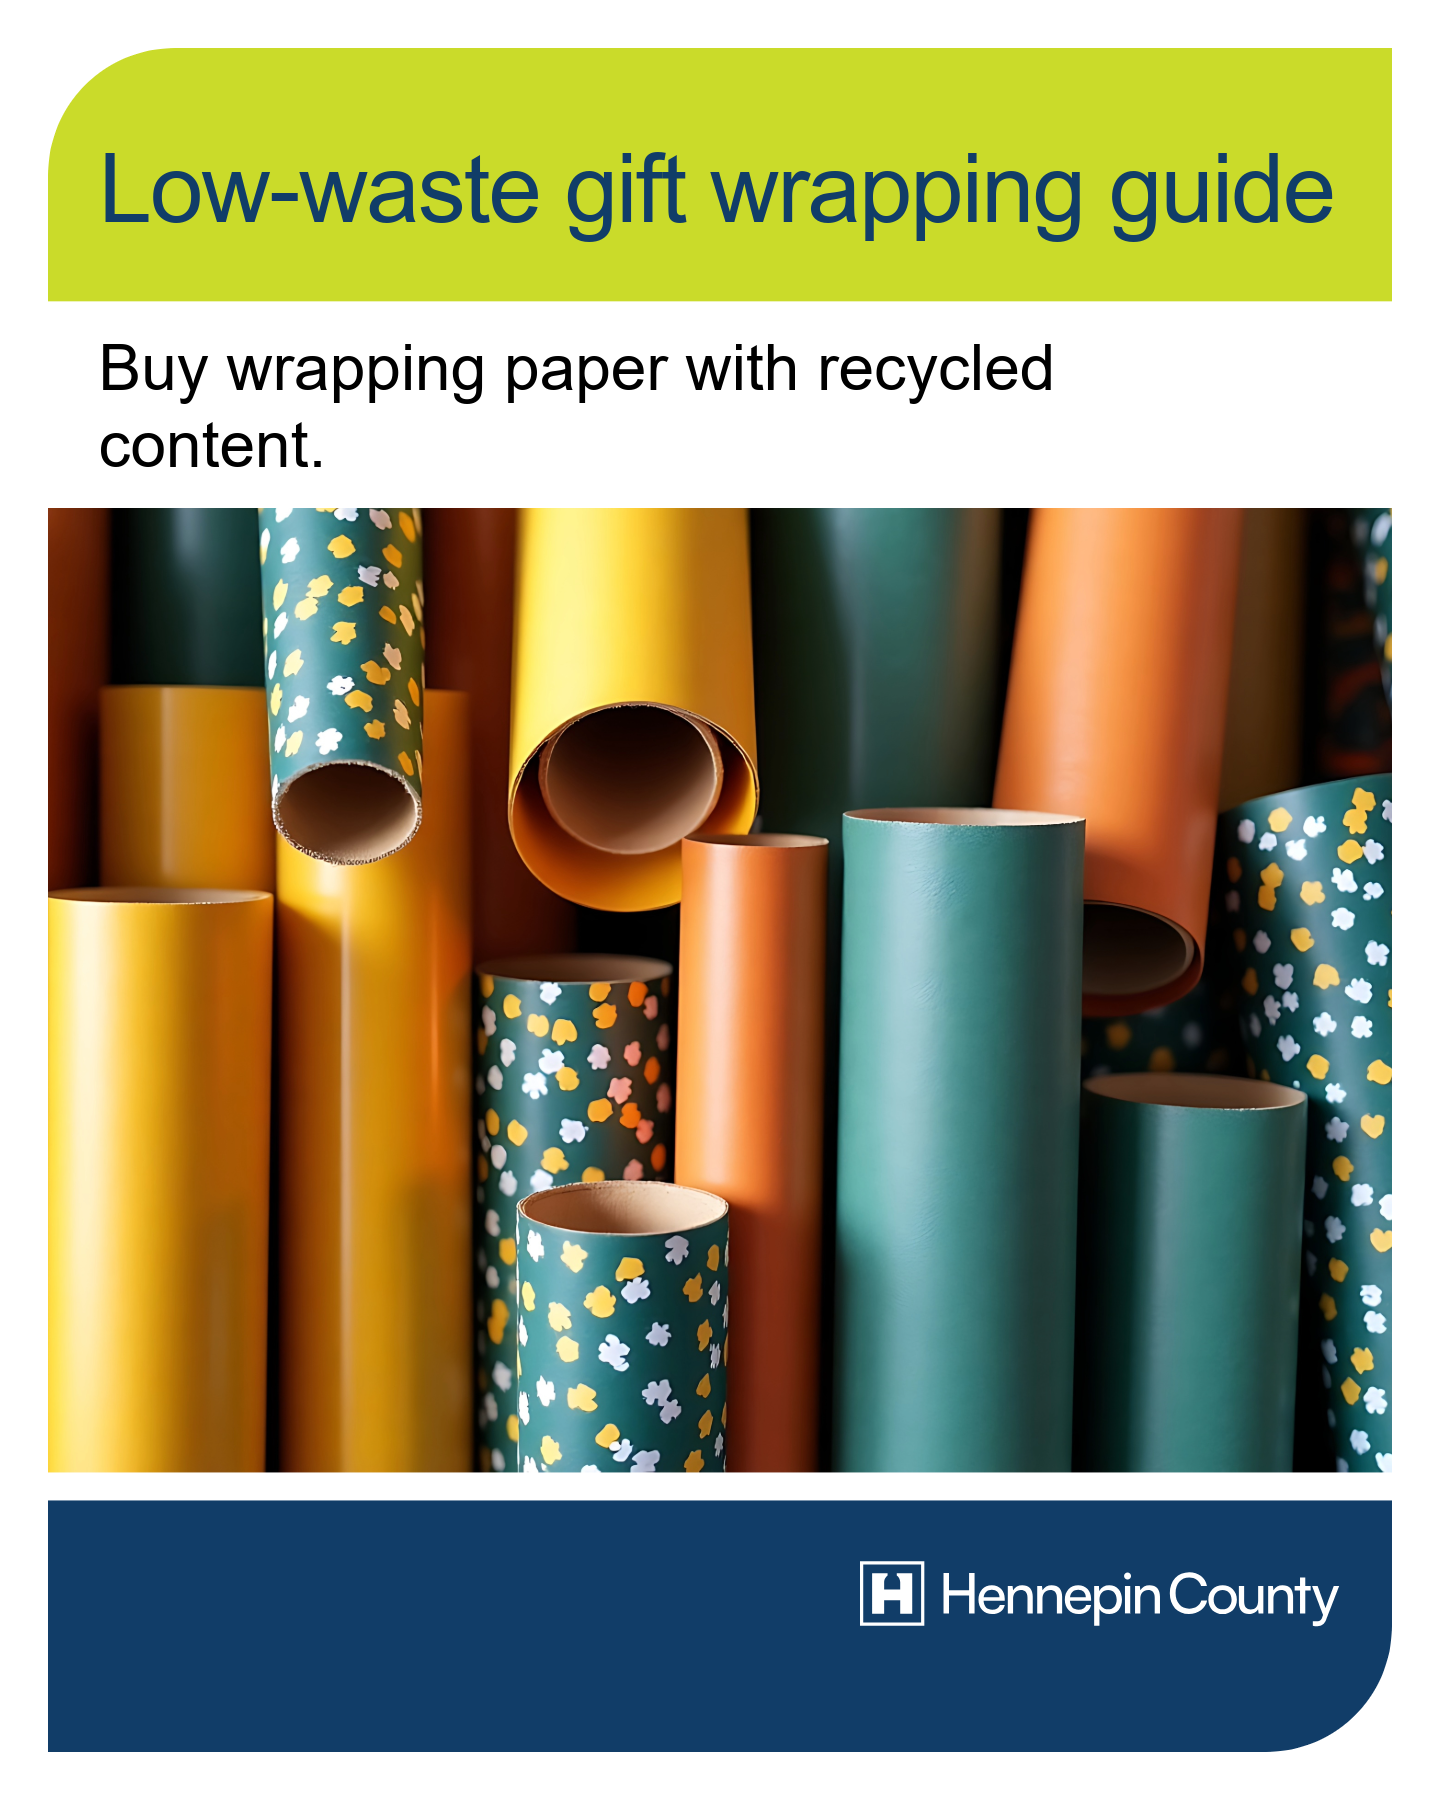 Low-waste gift wrapping guide
Buy wrapping paper with recycled
content.
H Hennepin County